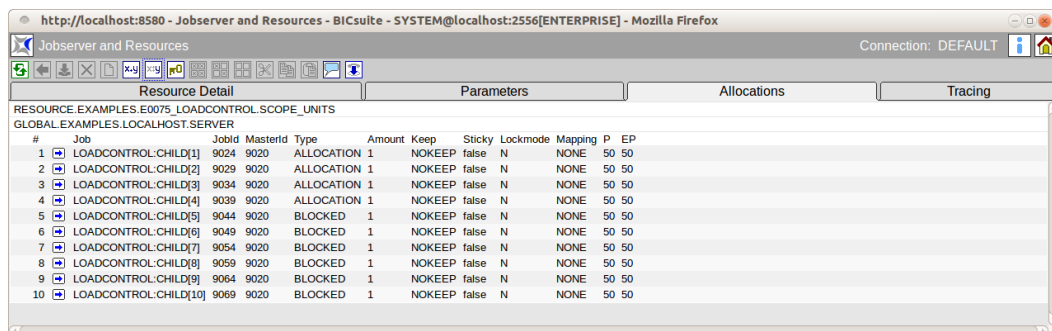 http://localhost:8580 - Jobserver and Resources - BICsuite - SYSTEM@localhost:2556[ENTERPRISE] - Mozilla Firefox
Jobserver and Resources Connection: DEFAULT
x-y x-y
Resource Detail Parameters Allocations Tracing
RESOURCE.EXAMPLES.E0075_LOADCONTROL.SCOPE_UNITS
GLOBAL.EXAMPLES.LOCALHOST.SERVER
# Job JobId MasterId Type Amount Keep Sticky Lockmode Mapping P EP
1 LOADCONTROL:CHILD[1] 9024 9020 ALLOCATION 1 NOKEEP false N NONE 50 50
2 LOADCONTROL:CHILD[2] 9029 9020 ALLOCATION 1 NOKEEP false N NONE 50 50
3 LOADCONTROL:CHILD[3] 9034 9020 ALLOCATION 1 NOKEEP false N NONE 50 50
4 LOADCONTROL:CHILD[4] 9039 9020 ALLOCATION 1 NOKEEP false N NONE 50 50
5 LOADCONTROL:CHILD[5] 9044 9020 BLOCKED 1 NOKEEP false N NONE 50 50
6 LOADCONTROL:CHILD[6] 9049 9020 BLOCKED 1 NOKEEP false N NONE 50 50
7 LOADCONTROL:CHILD[7] 9054 9020 BLOCKED 1 NOKEEP false N NONE 50 50
8 LOADCONTROL:CHILD[8] 9059 9020 BLOCKED 1 NOKEEP false N NONE 50 50
9 LOADCONTROL:CHILD[9] 9064 9020 BLOCKED 1 NOKEEP false N NONE 50 50
10 LOADCONTROL:CHILD[10] 9069 9020 BLOCKED 1 NOKEEP false N NONE 50 50